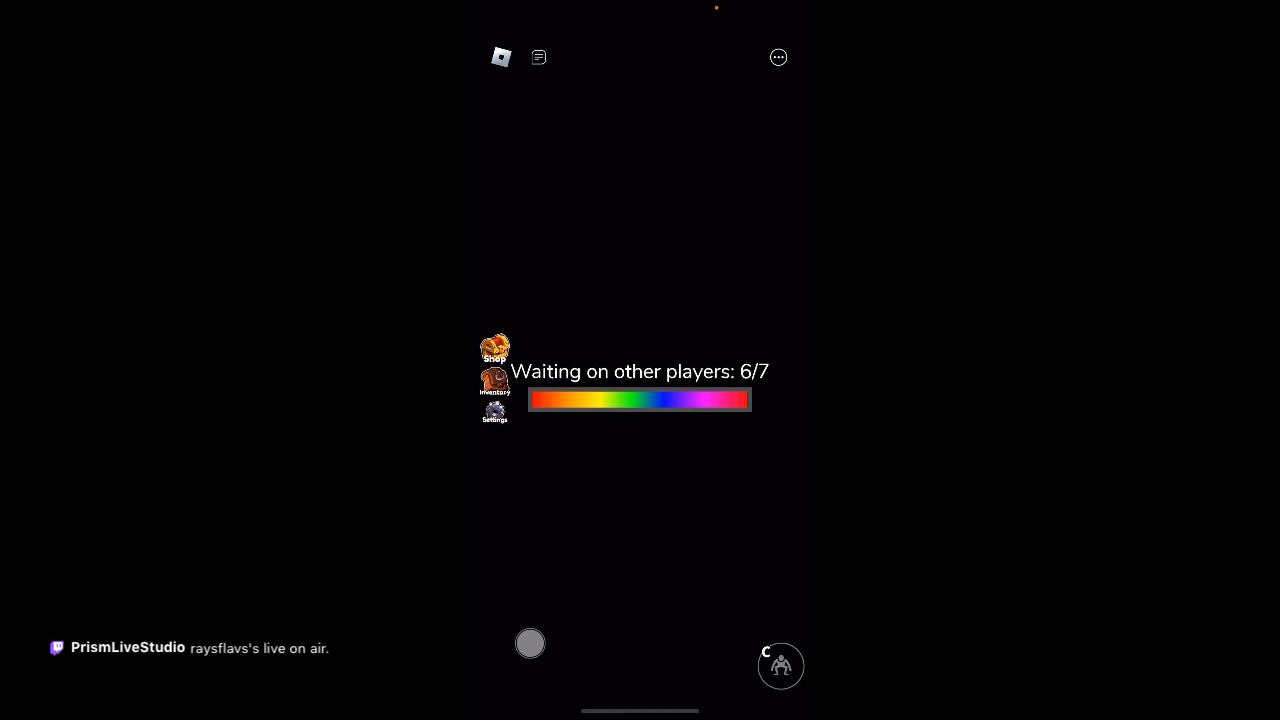 Shop
Waiting on other players: 6/7
Inventory
Settings
PrismLiveStudio raysflavs's live on air.
C